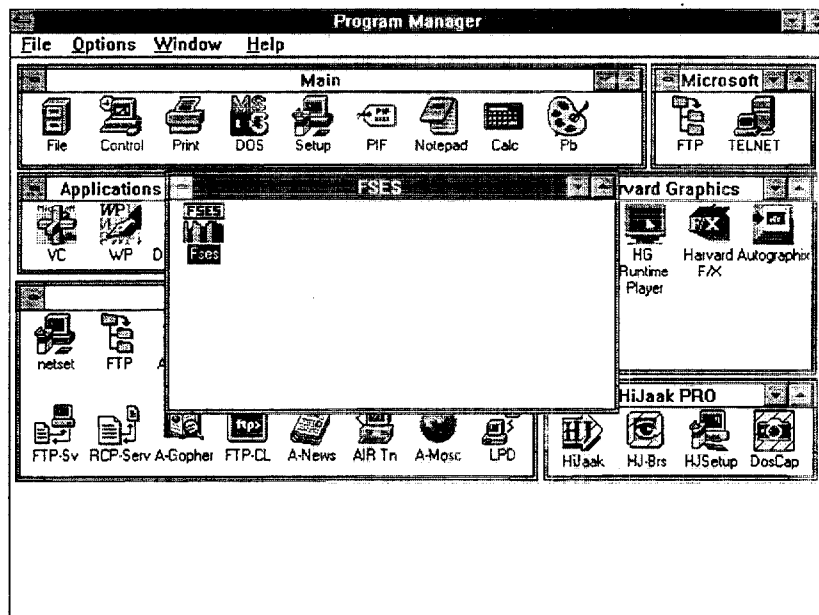 Program Manager
File Options Window Help
Main
File Control Print DOS Setup PIF Notepad Calc Pb
Microsoft
FTP TELNET
Applications
VC WP D
FSES
FSES
Fses
rvard Graphics
HG Runtime Player
Harvard F/X
Autographix
netset FTP A
FTP-Sv RCP-Serv A-Gopher FTP-CL A-News AIR Tn A-Mosc LPD
HiJaak PRO
HiJaak HJ-Brs HJSetup DosCap